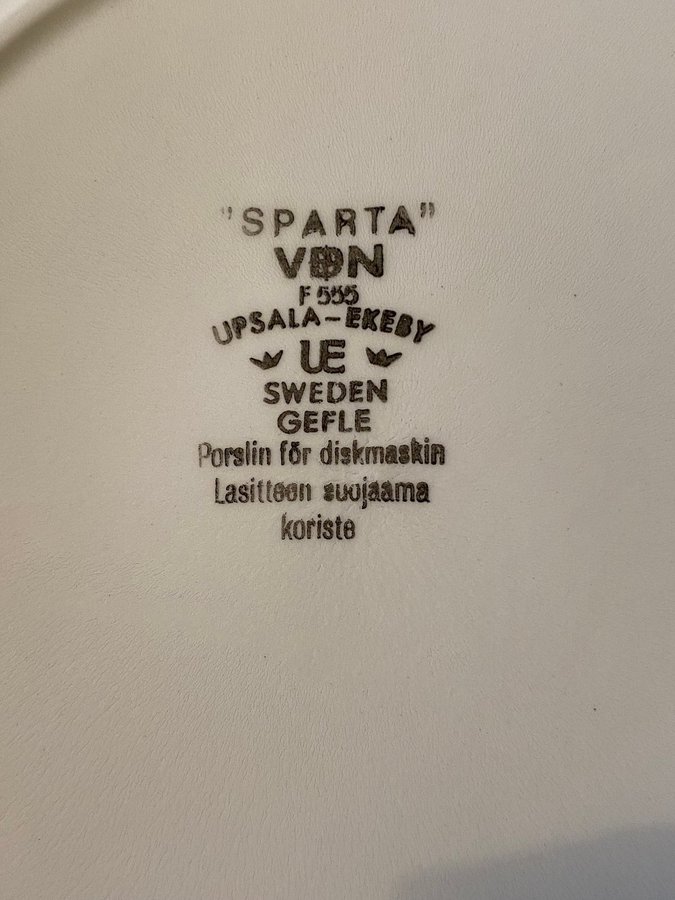 "SPARTA"
VDN
F 555
UPSALA-EKEBY
UE
SWEDEN
GEFLE
Porslin för diskmaskin
Lasitteen suojaama
koriste